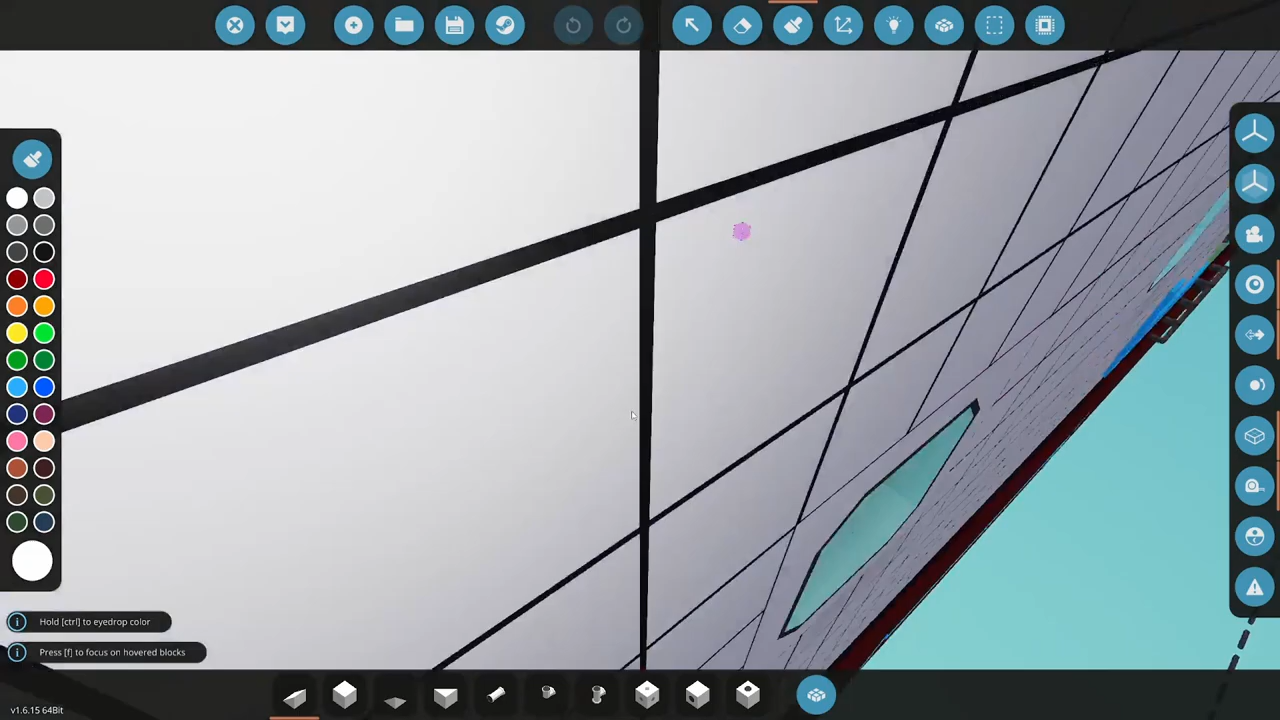 Hold [ctrl] to eyedrop color
Press [f] to focus on hovered blocks
v1.6.15 64Bit